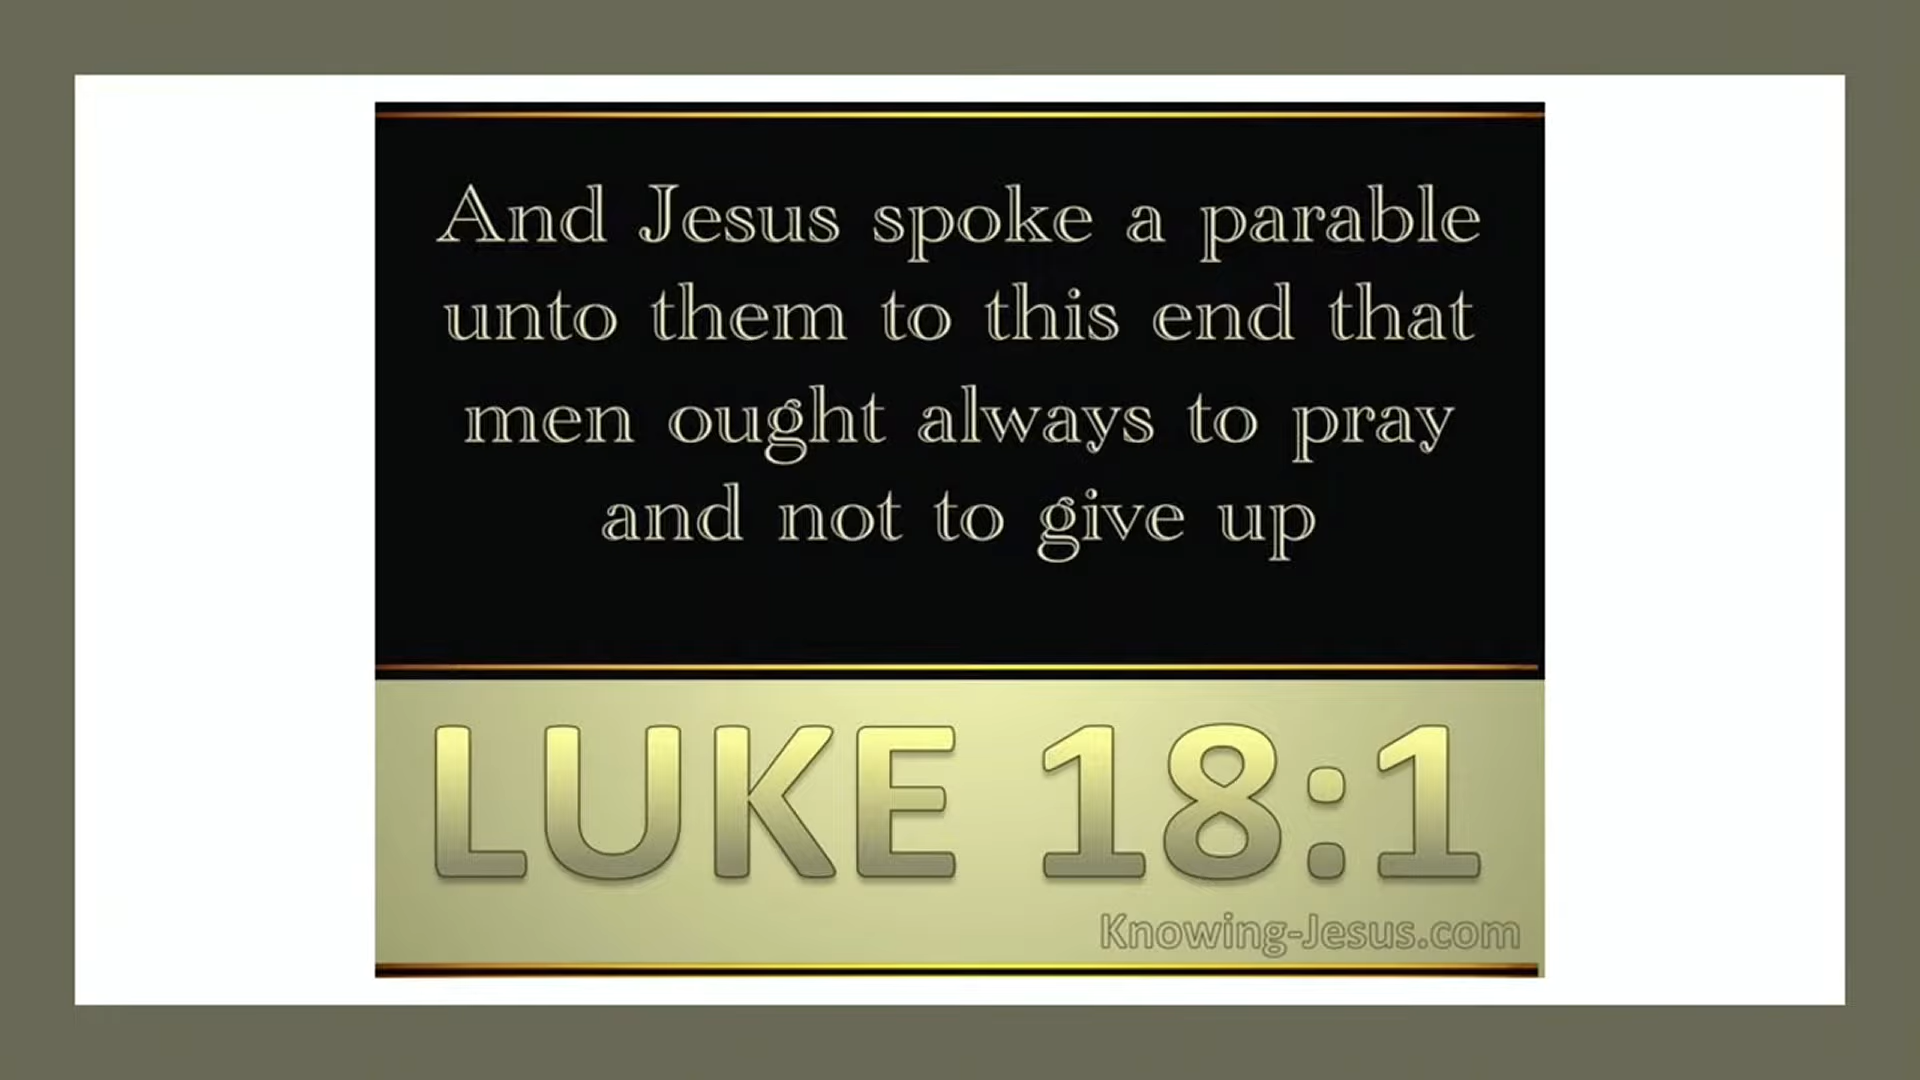 And Jesus spoke a parable
unto them to this end that
men ought always to pray
and not to give up
LUKE 18:1
Knowing-Jesus.com